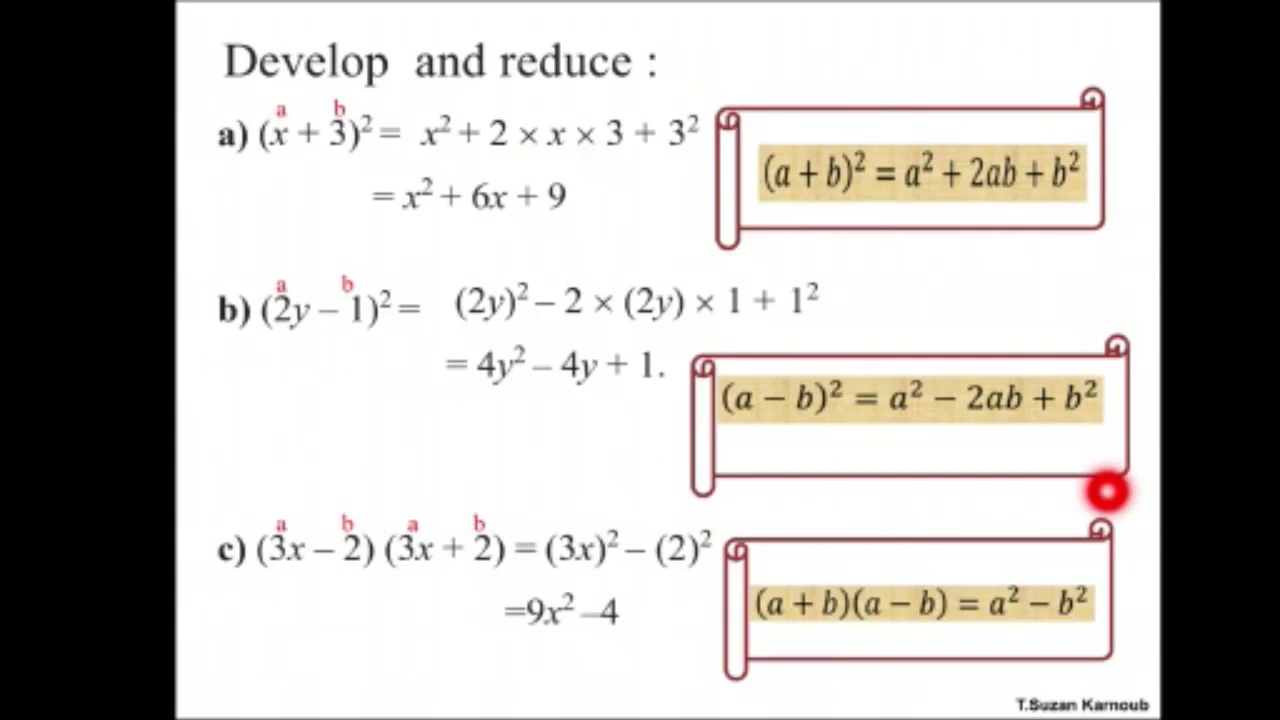 Develop and reduce :
a b
a) (x + 3)² = x² + 2 × x × 3 + 3²
(a + b)² = a² + 2ab + b²
= x² + 6x + 9
a b
b) (2y – 1)² = (2y)² – 2 × (2y) × 1 + 1²
= 4y² – 4y + 1.
(a − b)² = a² − 2ab + b²
a b a b
c) (3x – 2) (3x + 2) = (3x)² – (2)²
(a + b)(a − b) = a² − b²
=9x² –4
T.Suzan Karnoub